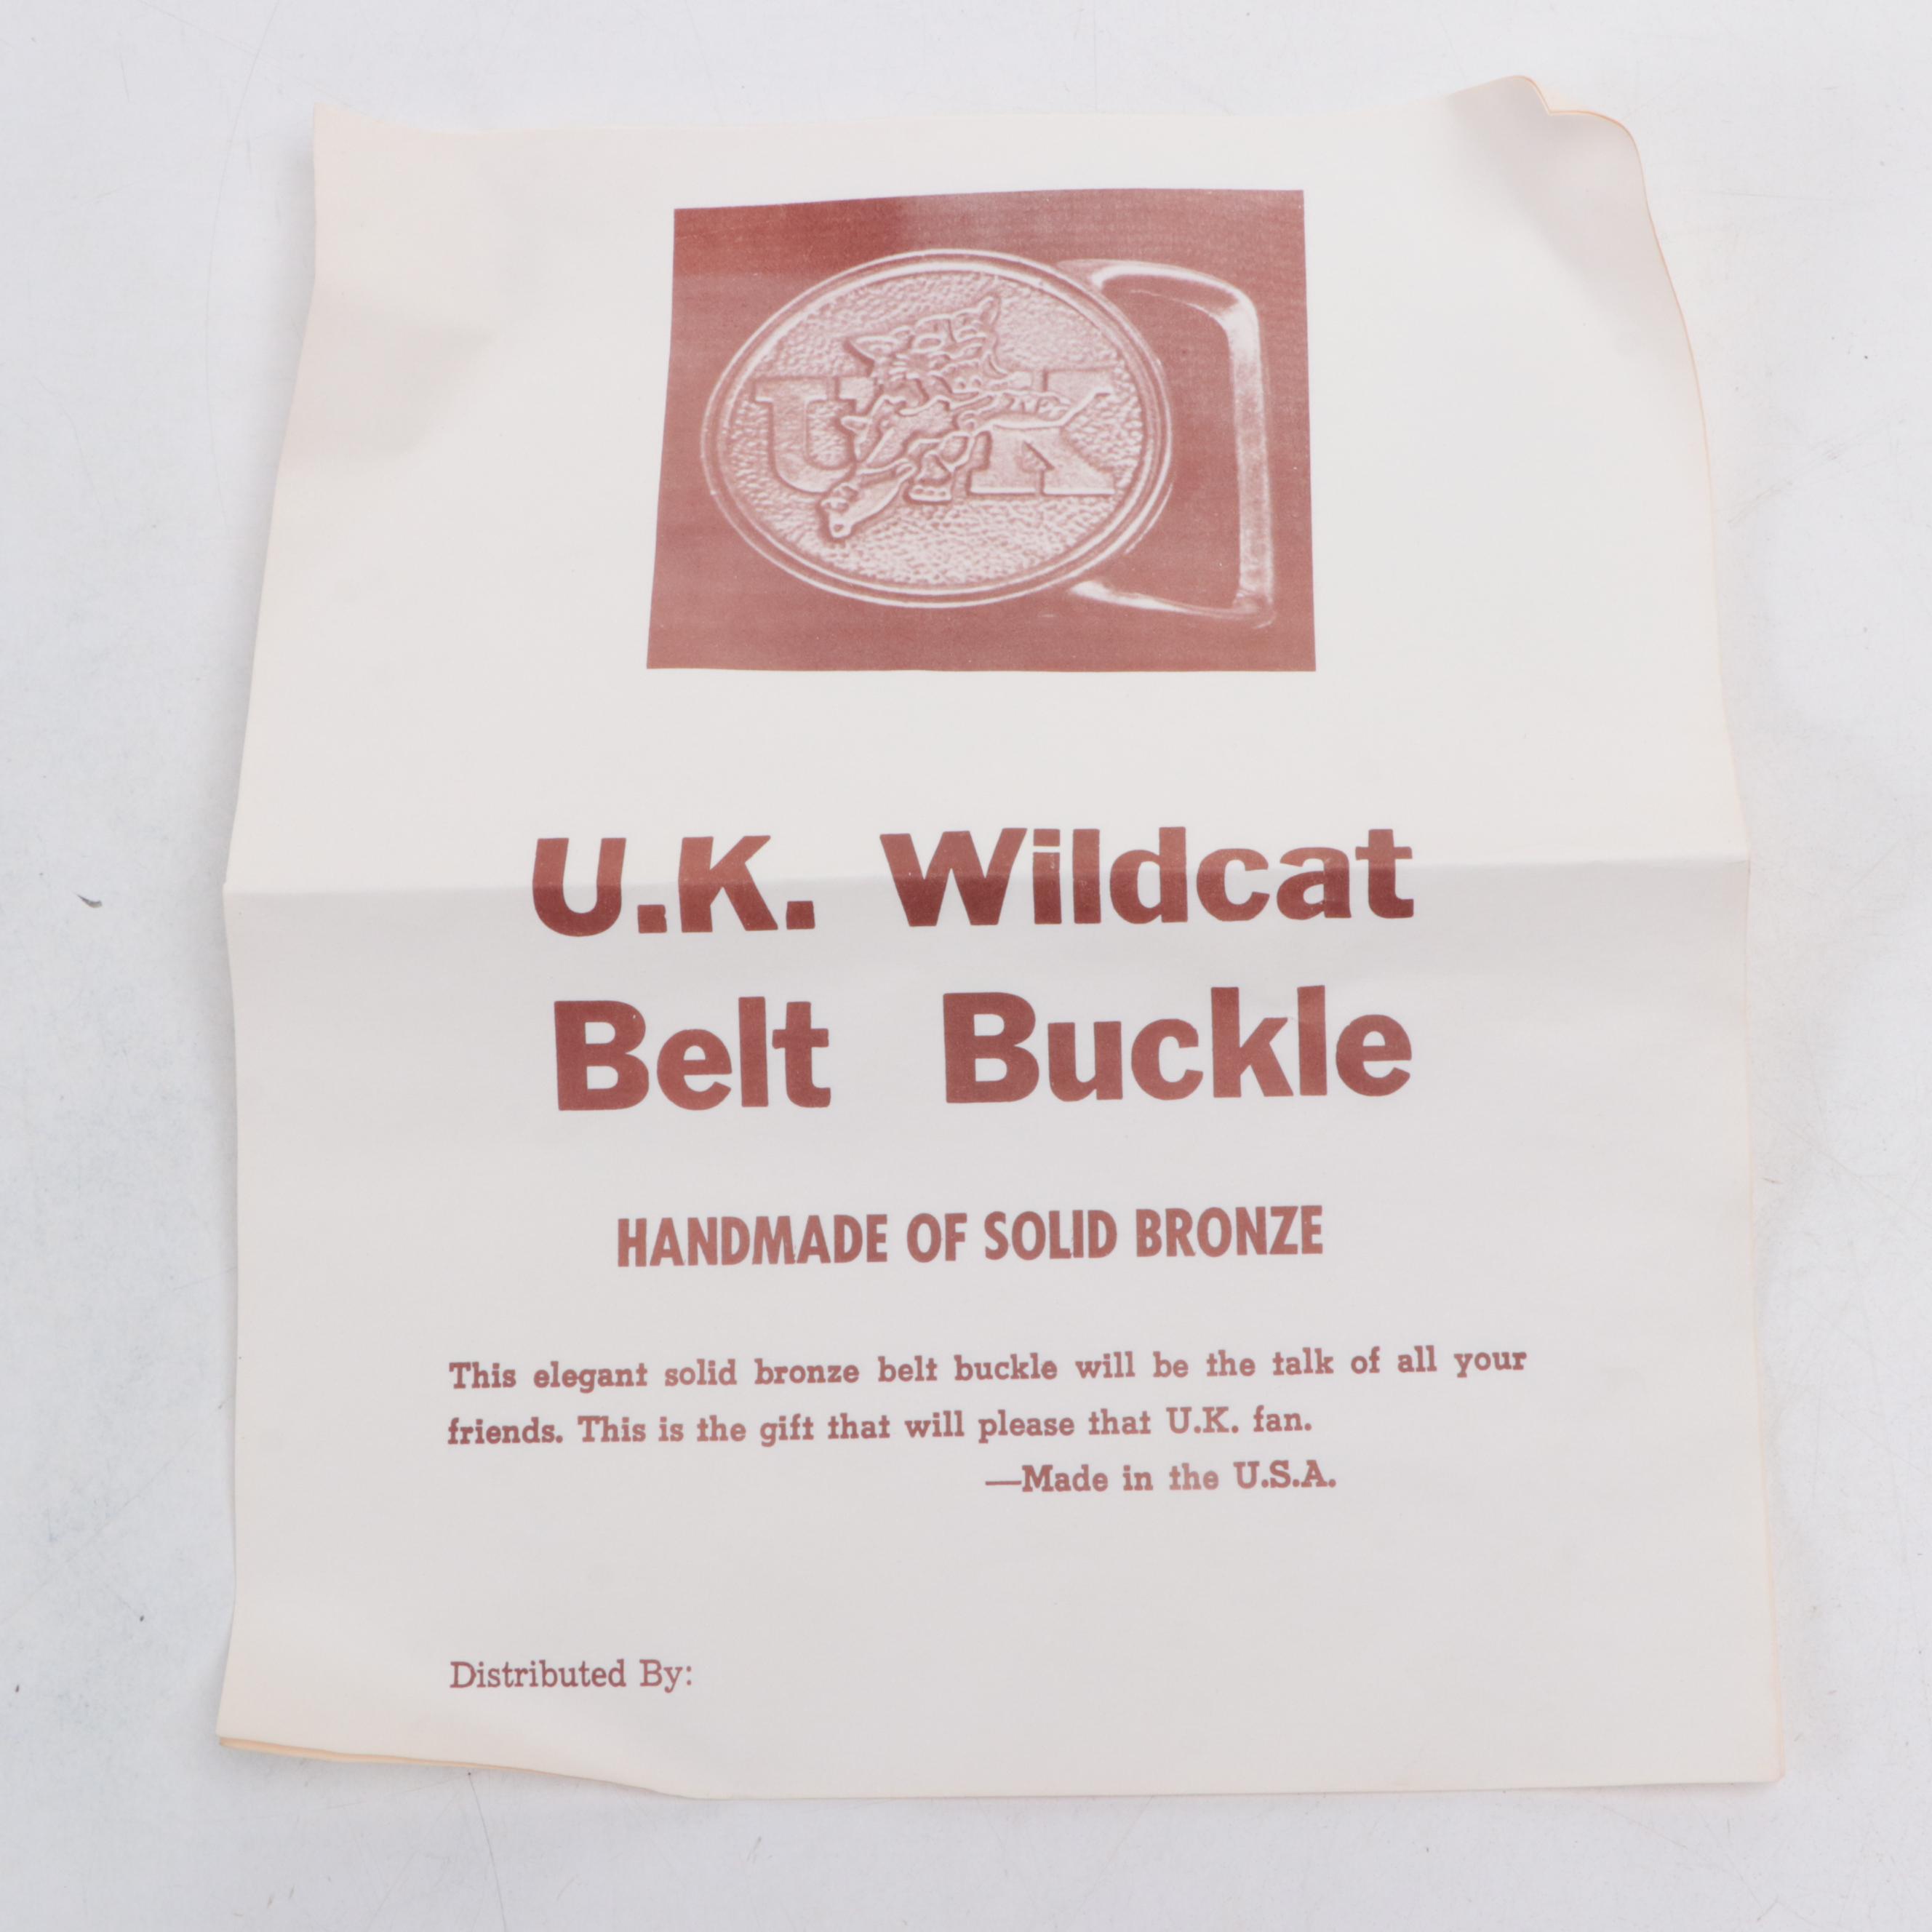 UK
U.K. Wildcat
Belt Buckle
HANDMADE OF SOLID BRONZE
This elegant solid bronze belt buckle will be the talk of all your
friends. This is the gift that will please that U.K. fan.
—Made in the U.S.A.
Distributed By: